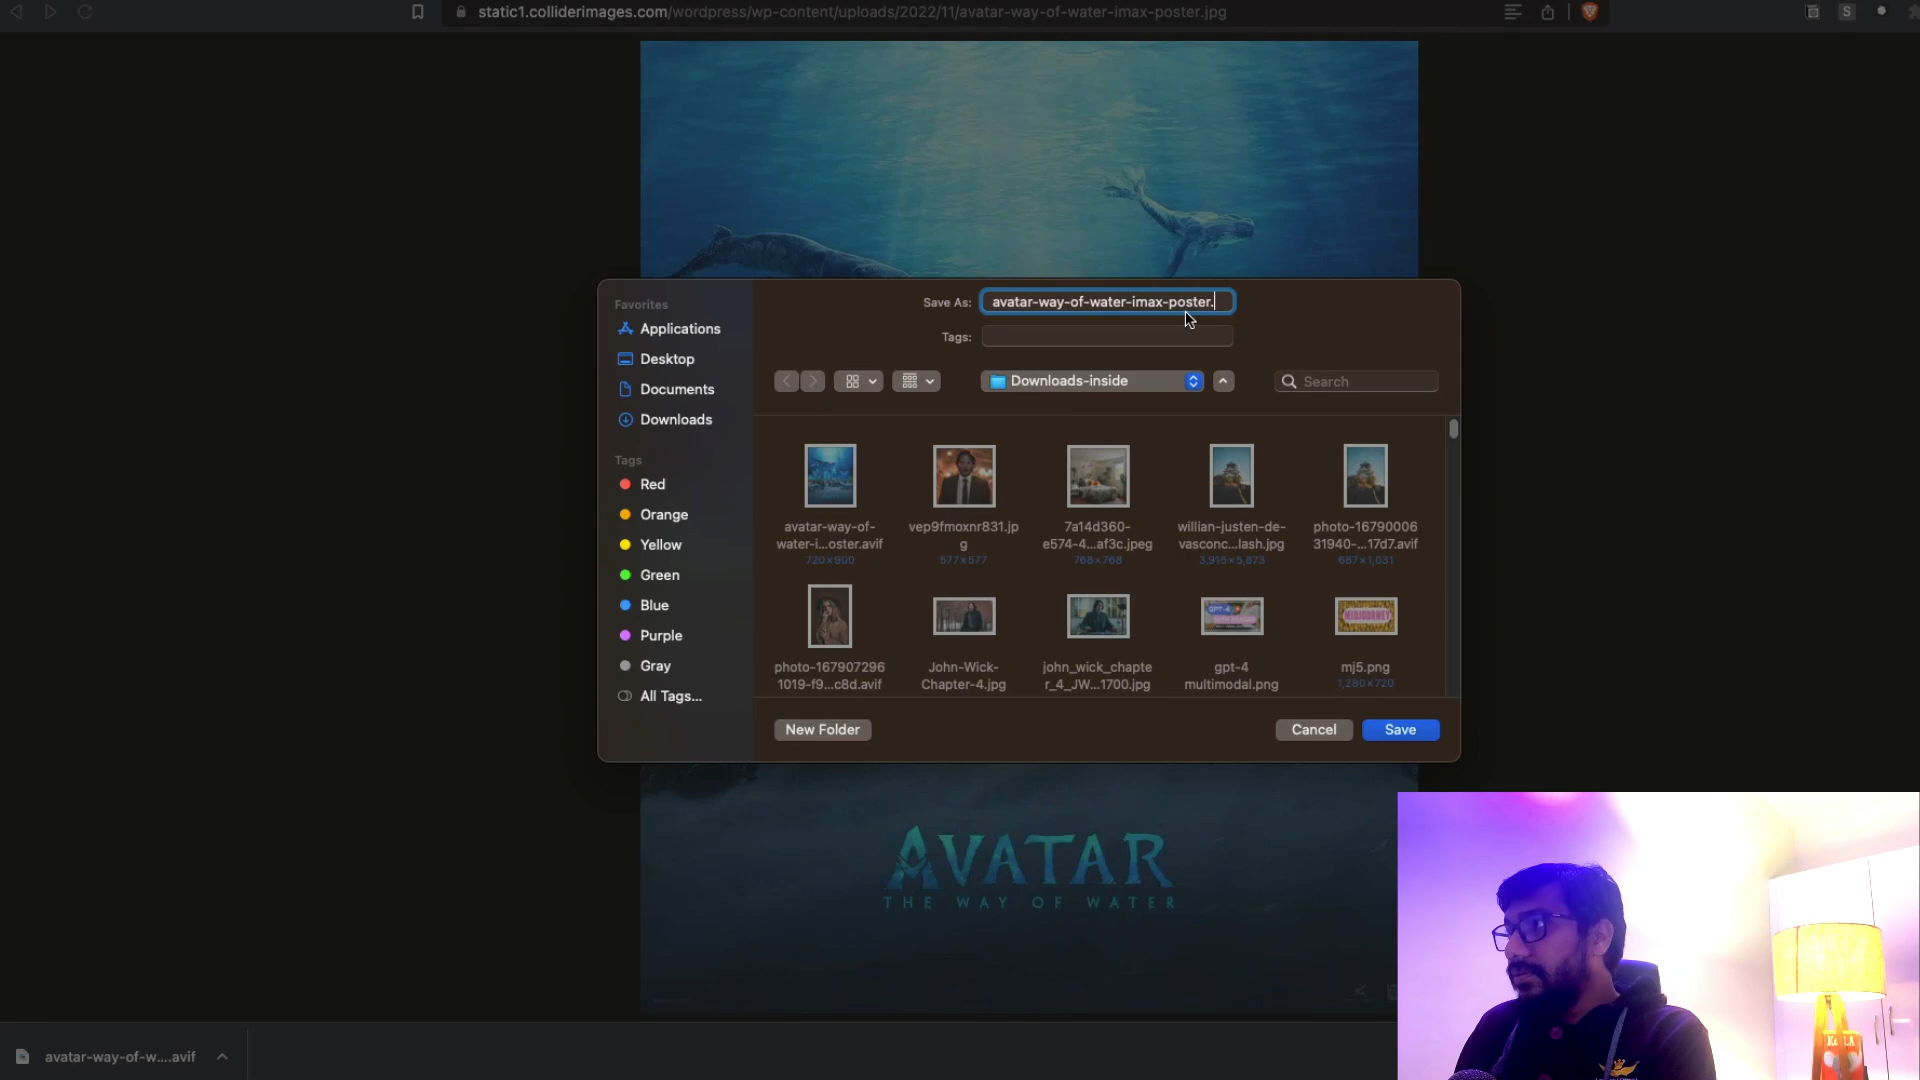 static1.colliderimages.com/wordpress/wp-content/uploads/2022/11/avatar-way-of-water-imax-poster.jpg
S
Save As:
avatar-way-of-water-imax-poster.
Tags:
Downloads-inside
Search
Favorites
Applications
Desktop
Documents
Downloads
Tags
Red
Orange
Yellow
Green
Blue
Purple
Gray
All Tags...
avatar-way-of-
water-i...oster.avif
720×900
vep9fmoxnr831.jp
g
577×577
7a14d360-
e574-4...af3c.jpeg
768×768
willian-justen-de-
vasconc...lash.jpg
3,915×5,873
photo-16790006
31940-...17d7.avif
687×1,031
photo-167907296
1019-f9...c8d.avif
John-Wick-
Chapter-4.jpg
john_wick_chapte
r_4_JW...1700.jpg
GPT-4
gpt-4
multimodal.png
MIDJOURNEY
mj5.png
1,280×720
New Folder
Cancel
Save
AVATAR
THE WAY OF WATER
avatar-way-of-w....avif